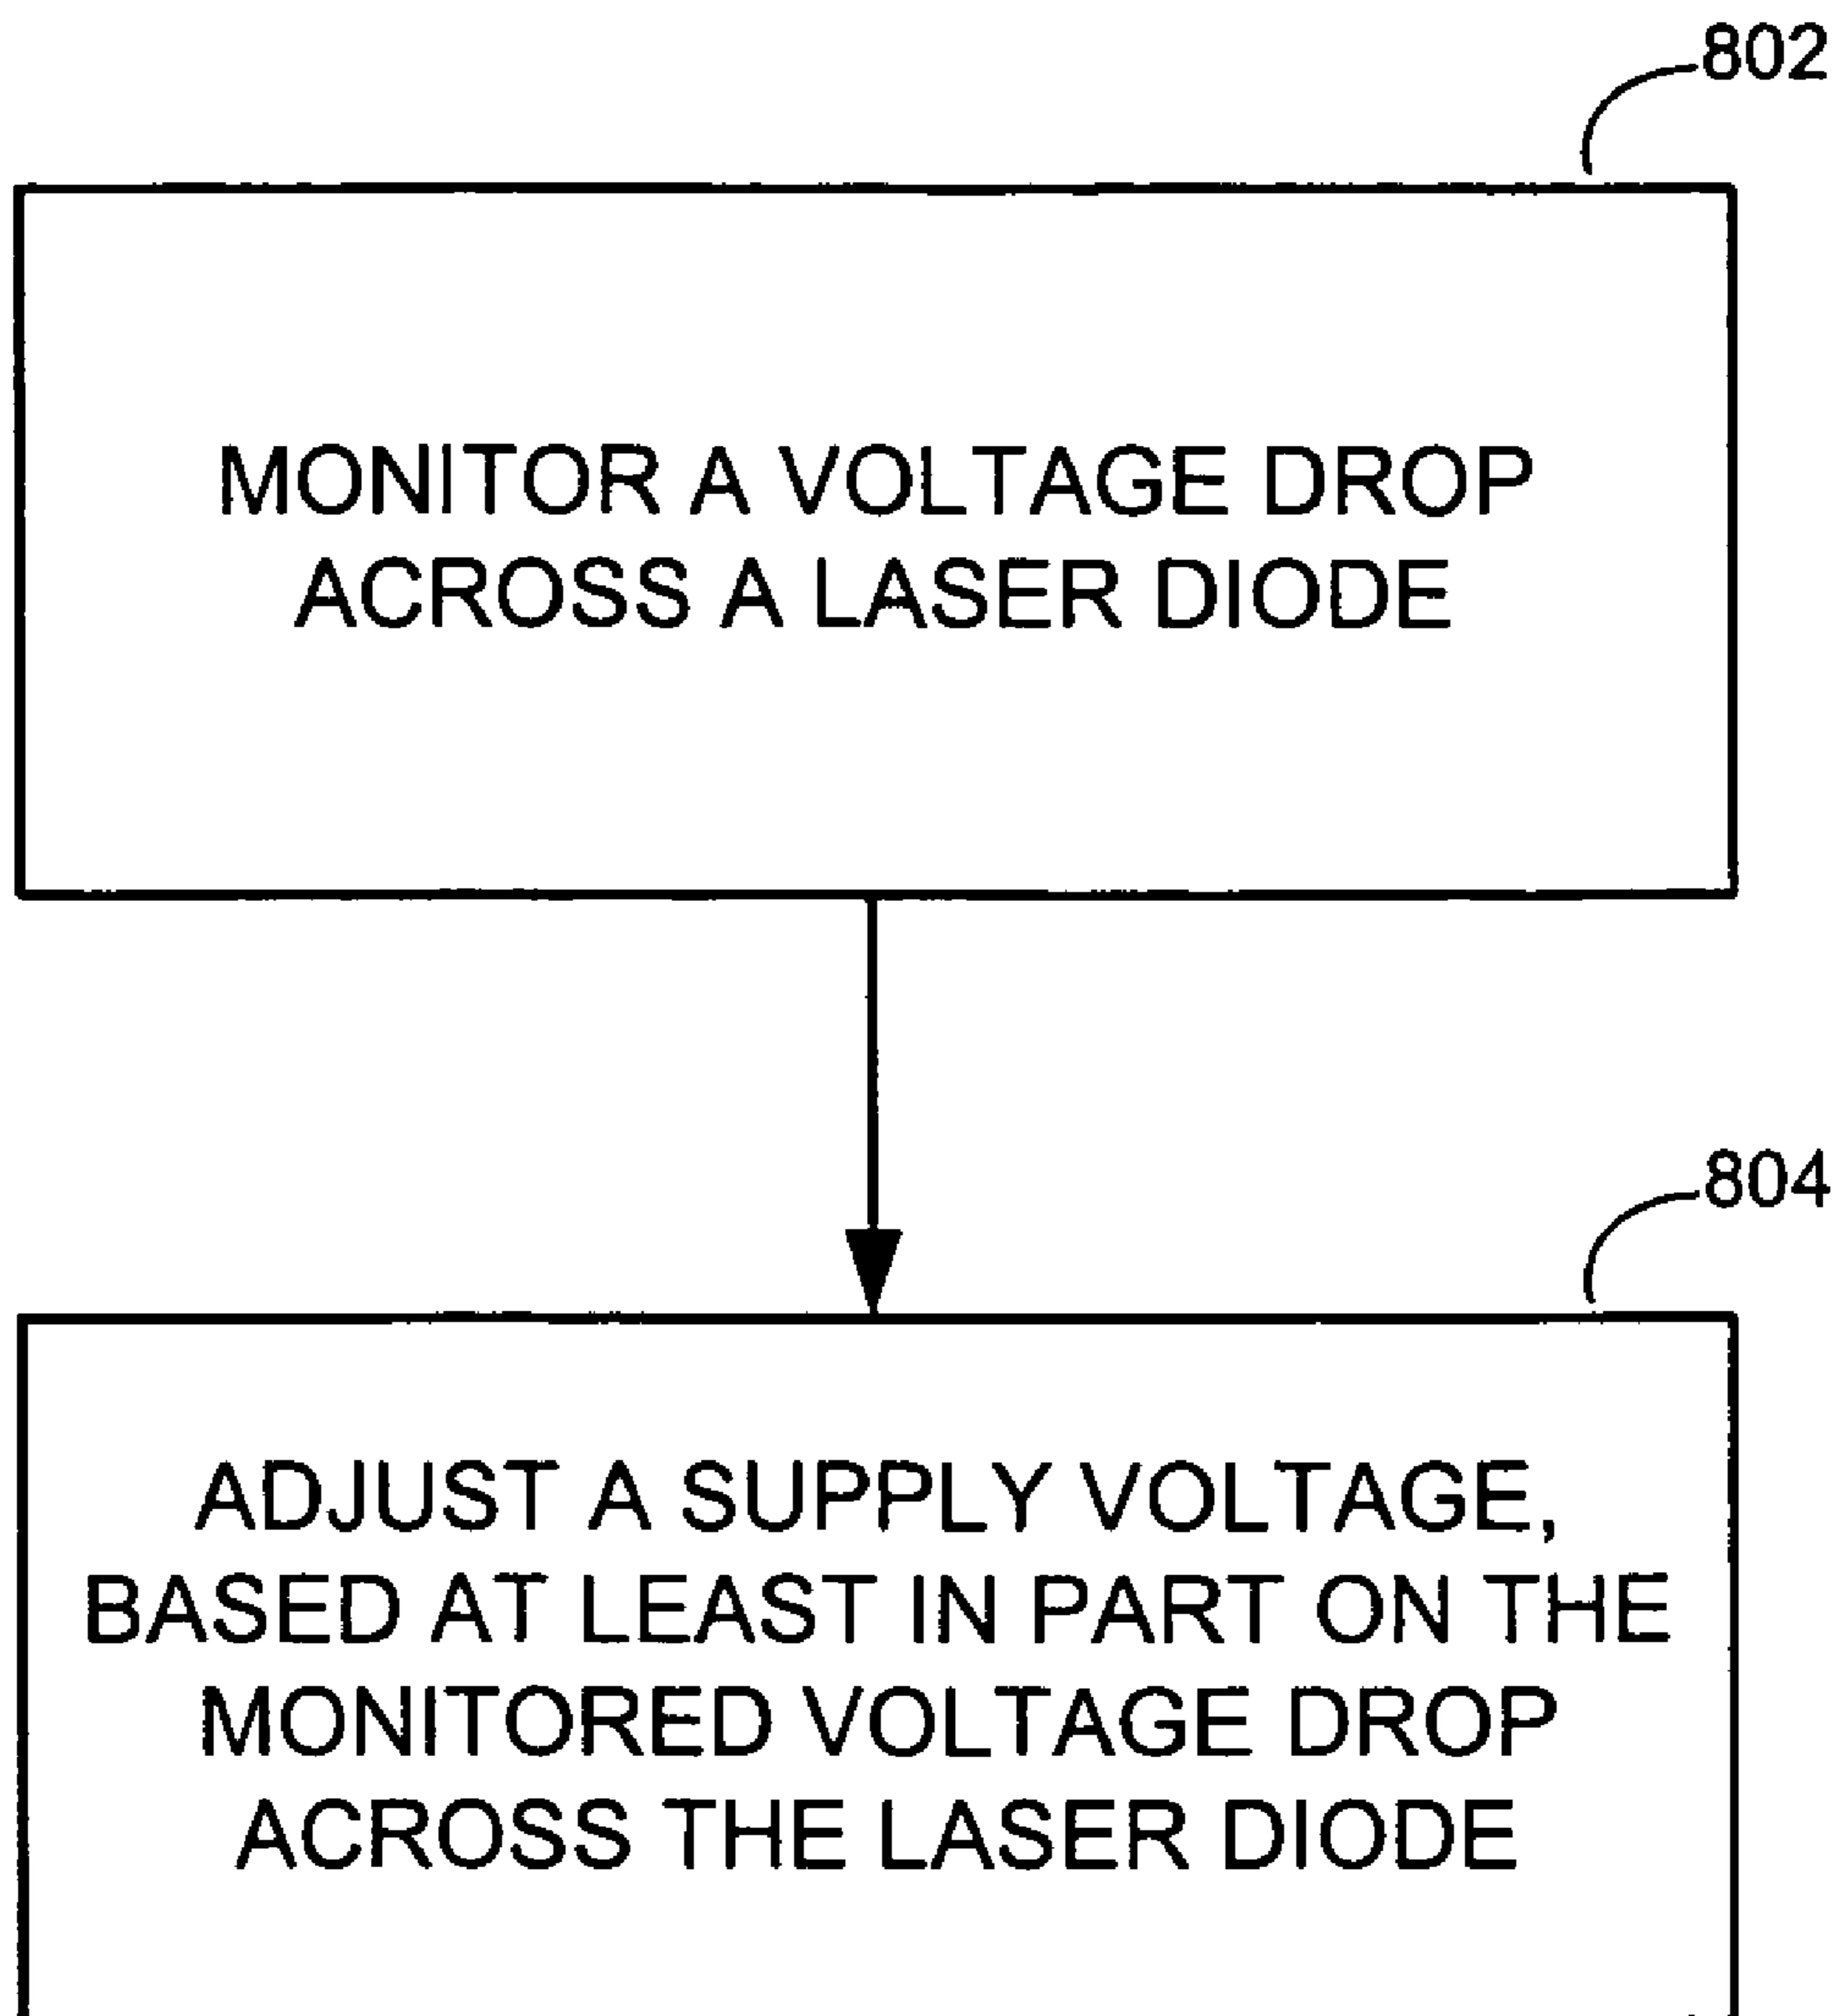 802
MONITOR A VOLTAGE DROP
ACROSS A LASER DIODE
804
ADJUST A SUPPLY VOLTAGE,
BASED AT LEAST IN PART ON THE
MONITORED VOLTAGE DROP
ACROSS THE LASER DIODE